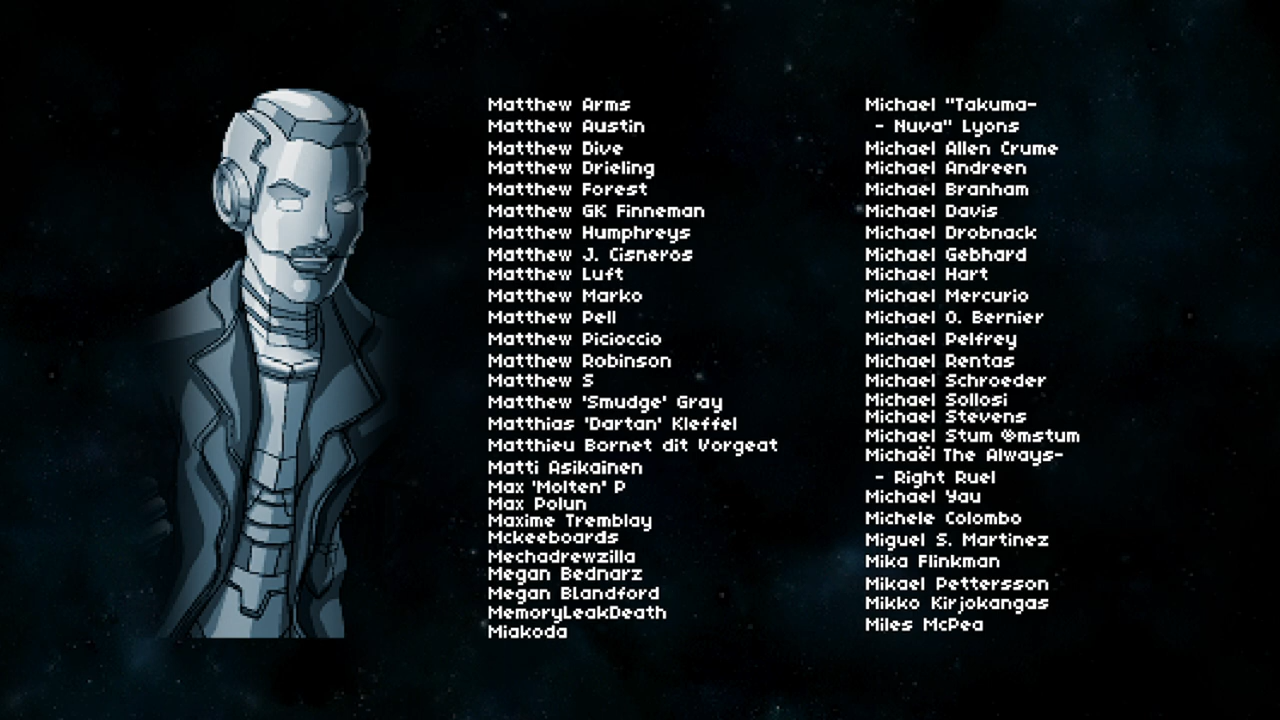 Matthew Arms
Matthew Austin
Matthew Dive
Matthew Drieling
Matthew Forest
Matthew GK Finneman
Matthew Humphreys
Matthew J. Cisneros
Matthew Luft
Matthew Marko
Matthew Pell
Matthew Picioccio
Matthew Robinson
Matthew S
Matthew 'Smudge' Gray
Matthias 'Dartan' Kleffel
Matthieu Bornet dit Vorgeat
Matti Asikainen
Max 'Molten' P
Max Polun
Maxime Tremblay
Mckeeboards
Mechadrewzilla
Megan Bednarz
Megan Blandford
MemoryLeakDeath
Miakoda
Michael "Takuma-
- Nuva" Lyons
Michael Allen Crume
Michael Andreen
Michael Branham
Michael Davis
Michael Drobnack
Michael Gebhard
Michael Hart
Michael Mercurio
Michael O. Bernier
Michael Pelfrey
Michael Rentas
Michael Schroeder
Michael Sollosi
Michael Stevens
Michael Stum @mstum
Michaël The Always-
- Right Ruel
Michael Yau
Michele Colombo
Miguel S. Martinez
Mika Flinkman
Mikael Pettersson
Mikko Kirjokangas
Miles McPea